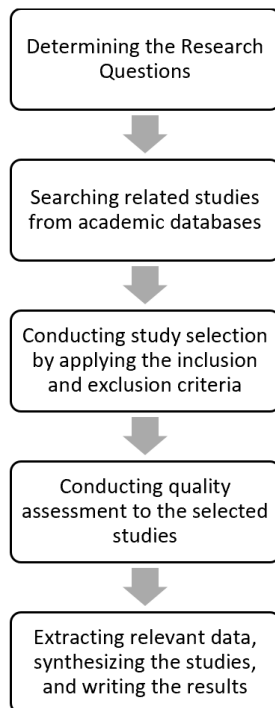 Determining the Research
Questions
Searching related studies
from academic databases
Conducting study selection
by applying the inclusion
and exclusion criteria
Conducting quality
assessment to the selected
studies
Extracting relevant data,
synthesizing the studies,
and writing the results